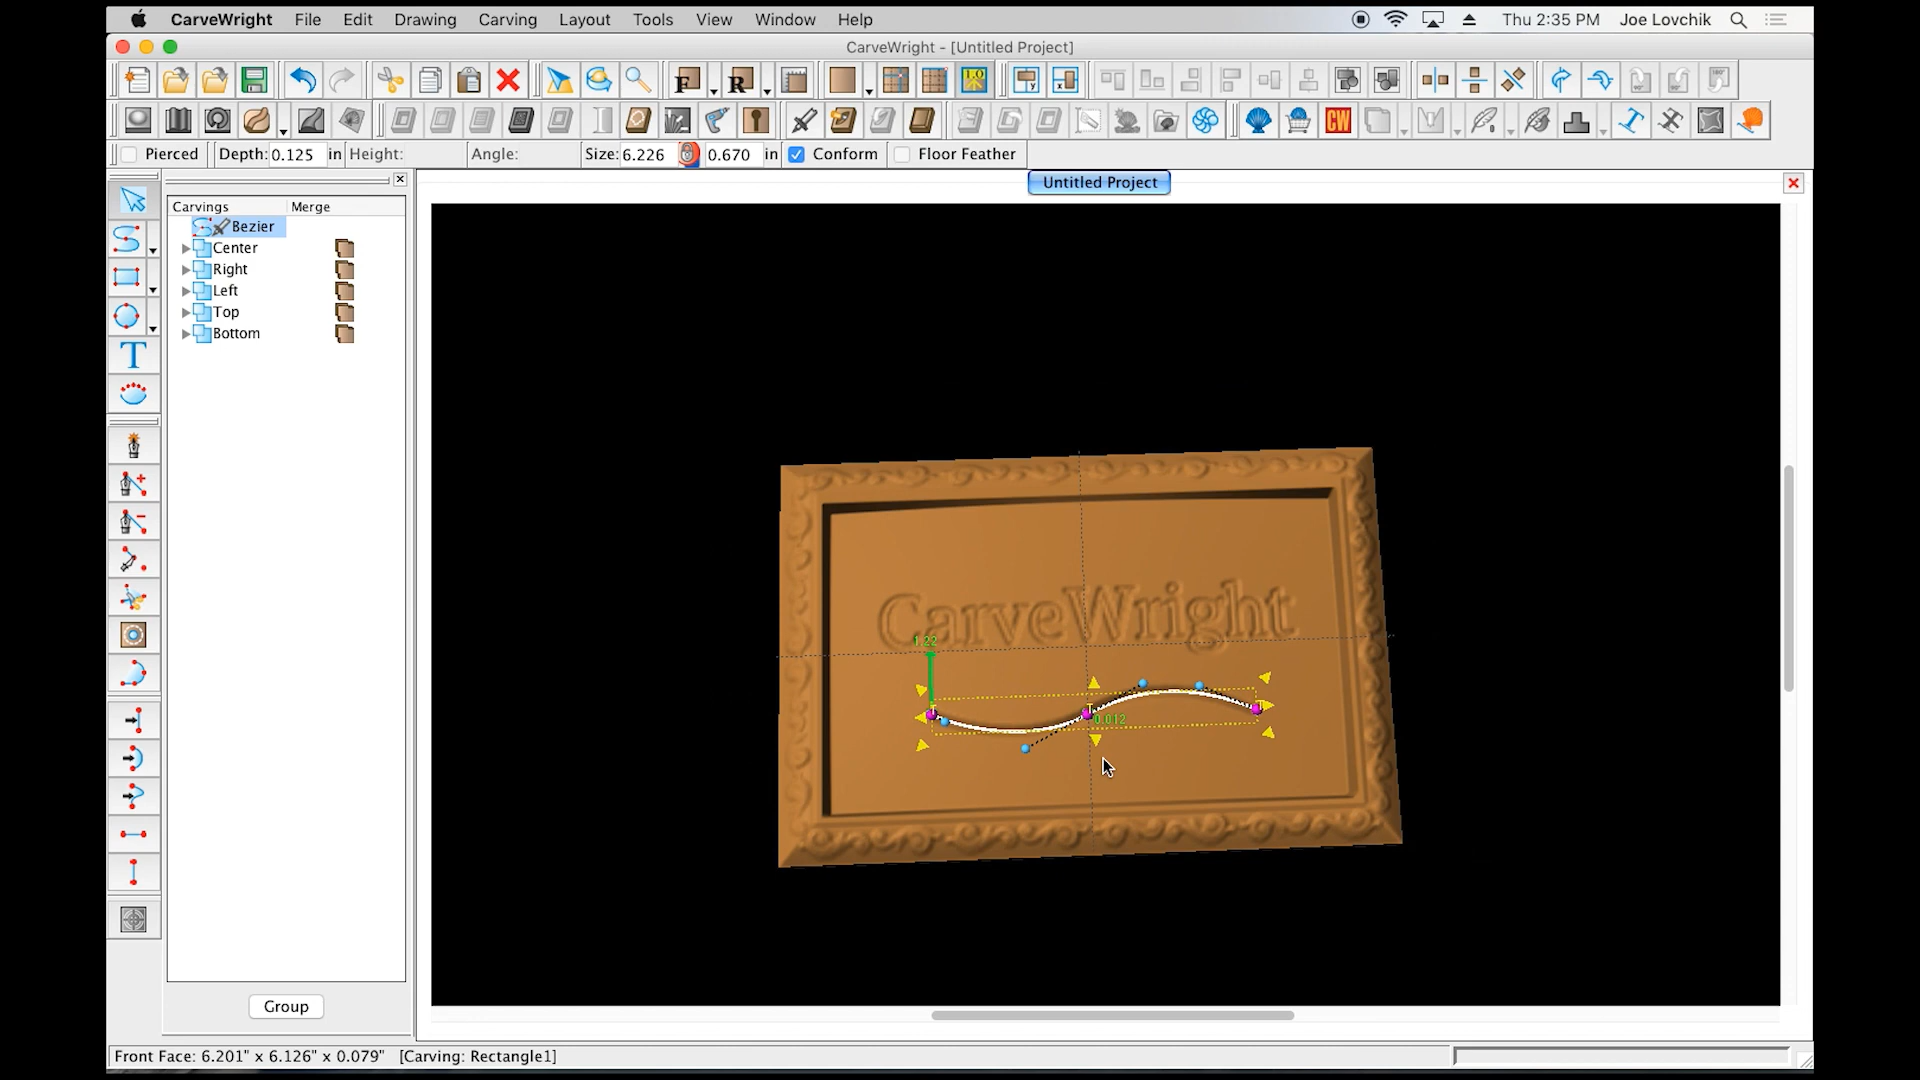 CarveWright File Edit Drawing Carving Layout Tools View Window Help Thu 2:35 PM Joe Lovchik
CarveWright - [Untitled Project]
F R 1.0 y x
CW
Pierced Depth: 0.125 in Height: Angle: Size: 6.226 0.670 in Conform Floor Feather
Untitled Project
Carvings Merge
Bezier
Center
Right
Left
Top
Bottom
T
CarveWright
1.22
0.012
Group
Front Face: 6.201" x 6.126" x 0.079" [Carving: Rectangle1]